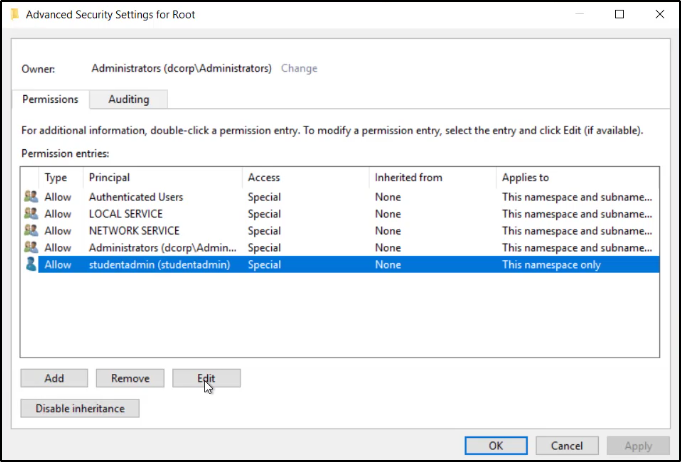 Advanced Security Settings for Root
Owner: Administrators (dcorp\Administrators) Change
Permissions Auditing
For additional information, double-click a permission entry. To modify a permission entry, select the entry and click Edit (if available).
Permission entries:
Type Principal Access Inherited from Applies to
Allow Authenticated Users Special None This namespace and subname...
Allow LOCAL SERVICE Special None This namespace and subname...
Allow NETWORK SERVICE Special None This namespace and subname...
Allow Administrators (dcorp\Admin... Special None This namespace and subname...
Allow studentadmin (studentadmin) Special None This namespace only
Add Remove Edit
Disable inheritance
OK Cancel Apply